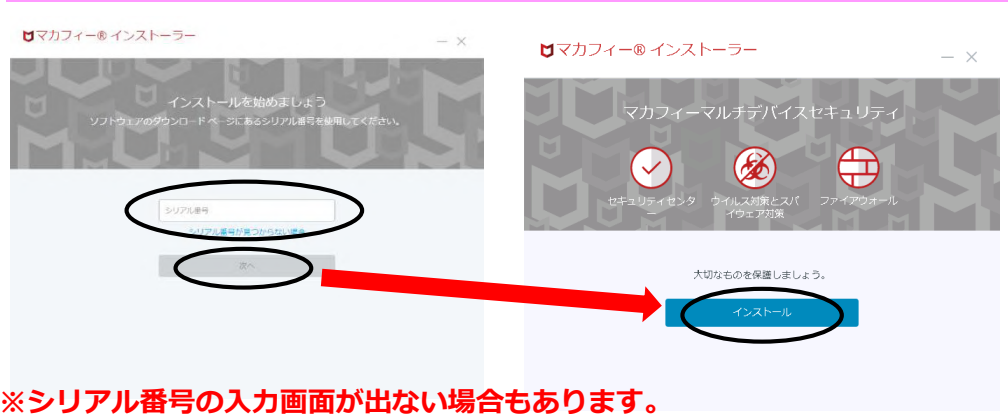 マカフィー® インストーラー
インストールを始めましょう
ソフトウェアのダウンロード ページにあるシリアル番号を使用してください。
シリアル番号
シリアル番号が見つからない場合
次へ
マカフィー® インストーラー
マカフィーマルチデバイスセキュリティ
セキュリティセンタ
ー
ウイルス対策とスパ
イウェア対策
ファイアウォール
大切なものを保護しましょう。
インストール
※シリアル番号の入力画面が出ない場合もあります。